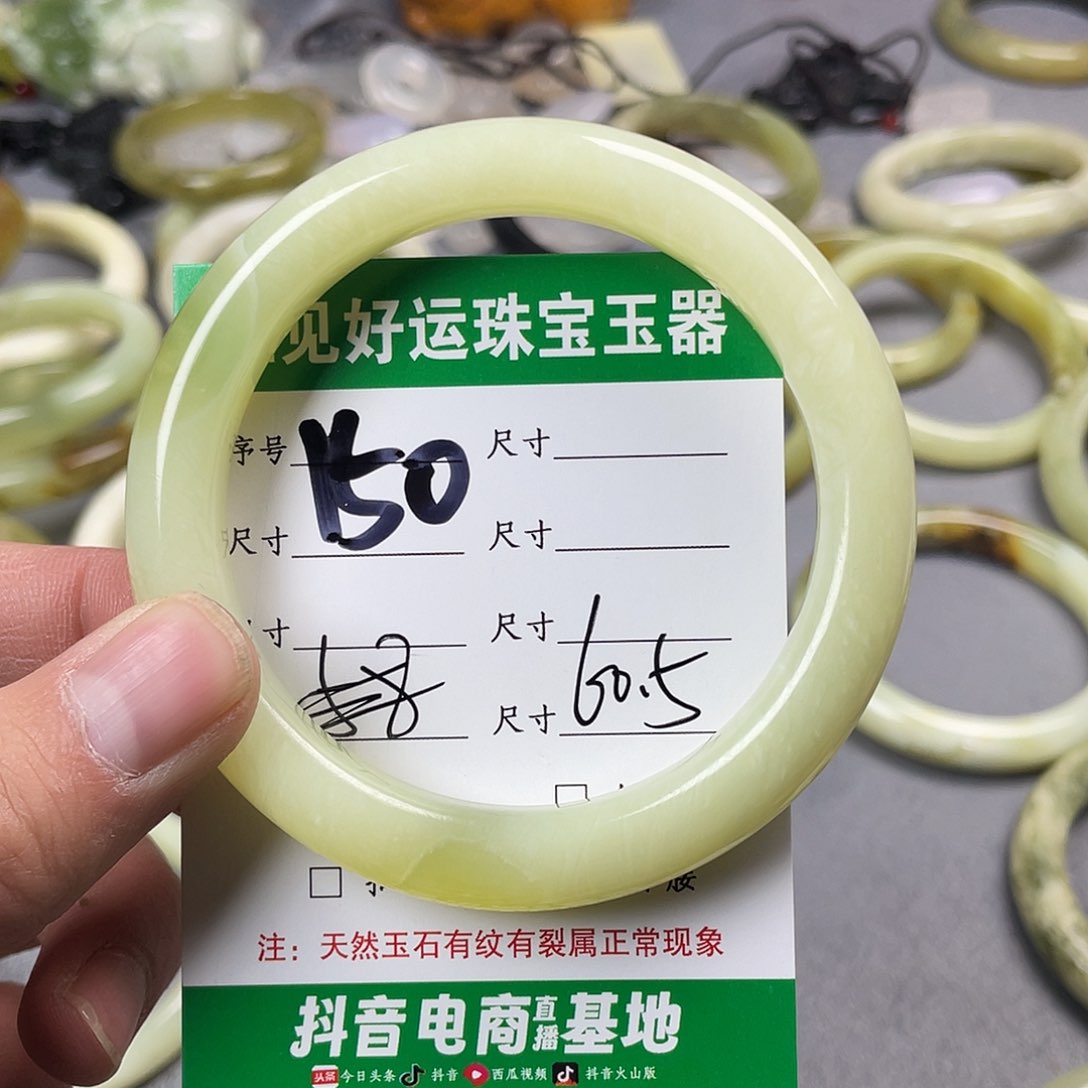 见好运珠宝玉器
序号 150 尺寸
尺寸 尺寸
寸 尺寸
尺寸 60.5
注：天然玉石有纹有裂属正常现象
抖音电商直播基地
头条 今日头条 抖音 西瓜视频 抖音火山版